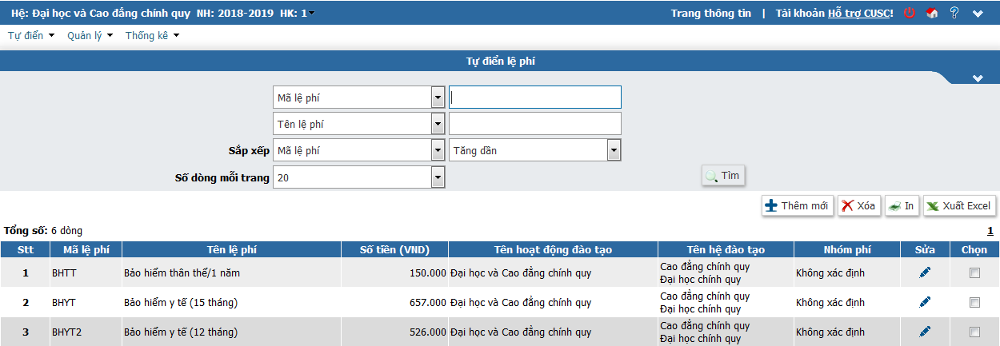 Hệ: Đại học và Cao đẳng chính quy NH: 2018-2019 HK: 1 Trang thông tin | Tài khoản Hỗ trợ CUSC! ?
Tự điển Quản lý Thống kê
Tự điển lệ phí
Mã lệ phí
Tên lệ phí
Sắp xếp Mã lệ phí Tăng dần
Số dòng mỗi trang 20 Tìm
Thêm mới Xóa In Xuất Excel
Tổng số: 6 dòng 1
Stt Mã lệ phí Tên lệ phí Số tiền (VND) Tên hoạt động đào tạo Tên hệ đào tạo Nhóm phí Sửa Chọn
1 BHTT Bảo hiểm thân thể/1 năm 150.000 Đại học và Cao đẳng chính quy Cao đẳng chính quy Không xác định
Đại học chính quy
2 BHYT Bảo hiểm y tế (15 tháng) 657.000 Đại học và Cao đẳng chính quy Cao đẳng chính quy Không xác định
Đại học chính quy
3 BHYT2 Bảo hiểm y tế (12 tháng) 526.000 Đại học và Cao đẳng chính quy Cao đẳng chính quy Không xác định
Đại học chính quy